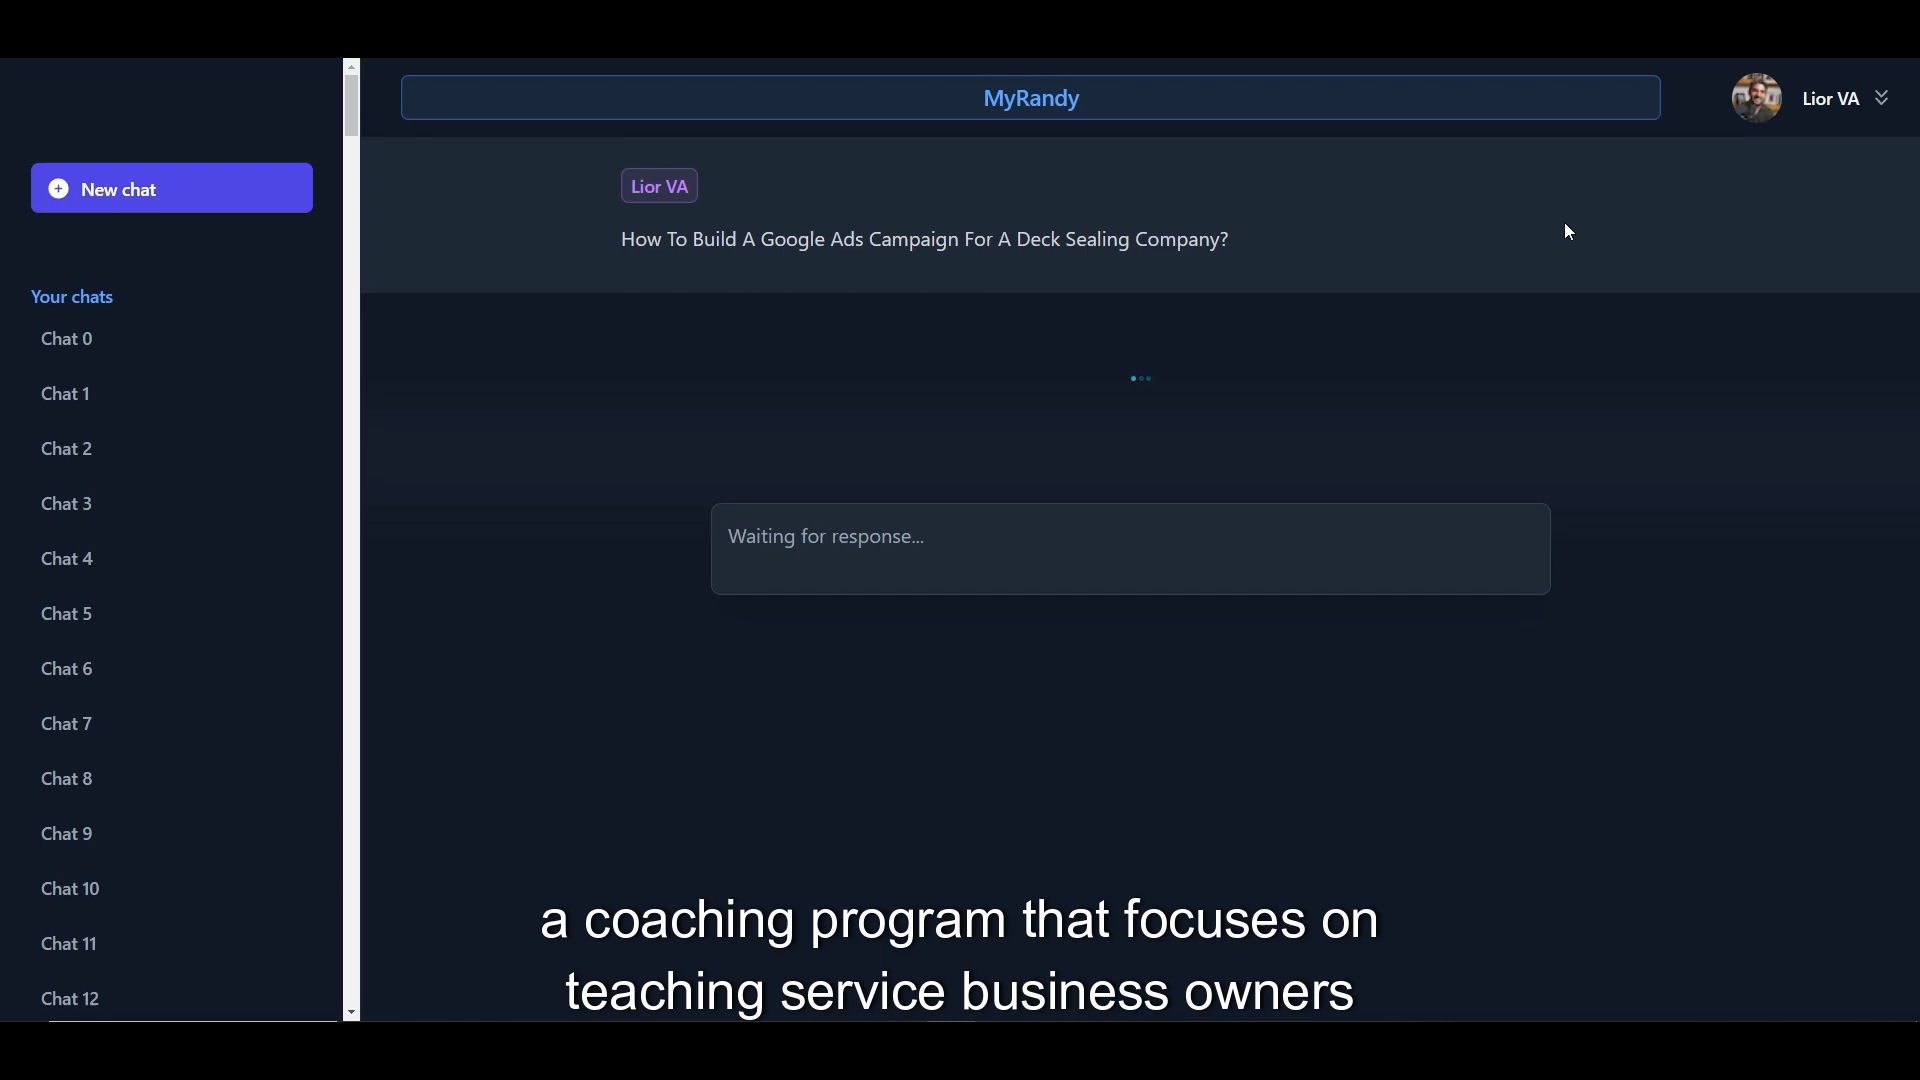 MyRandy
Lior VA
New chat
Lior VA
How To Build A Google Ads Campaign For A Deck Sealing Company?
Your chats
Chat 0
Chat 1
Chat 2
Chat 3
Chat 4
Chat 5
Chat 6
Chat 7
Chat 8
Chat 9
Chat 10
Chat 11
Chat 12
Waiting for response...
a coaching program that focuses on
teaching service business owners